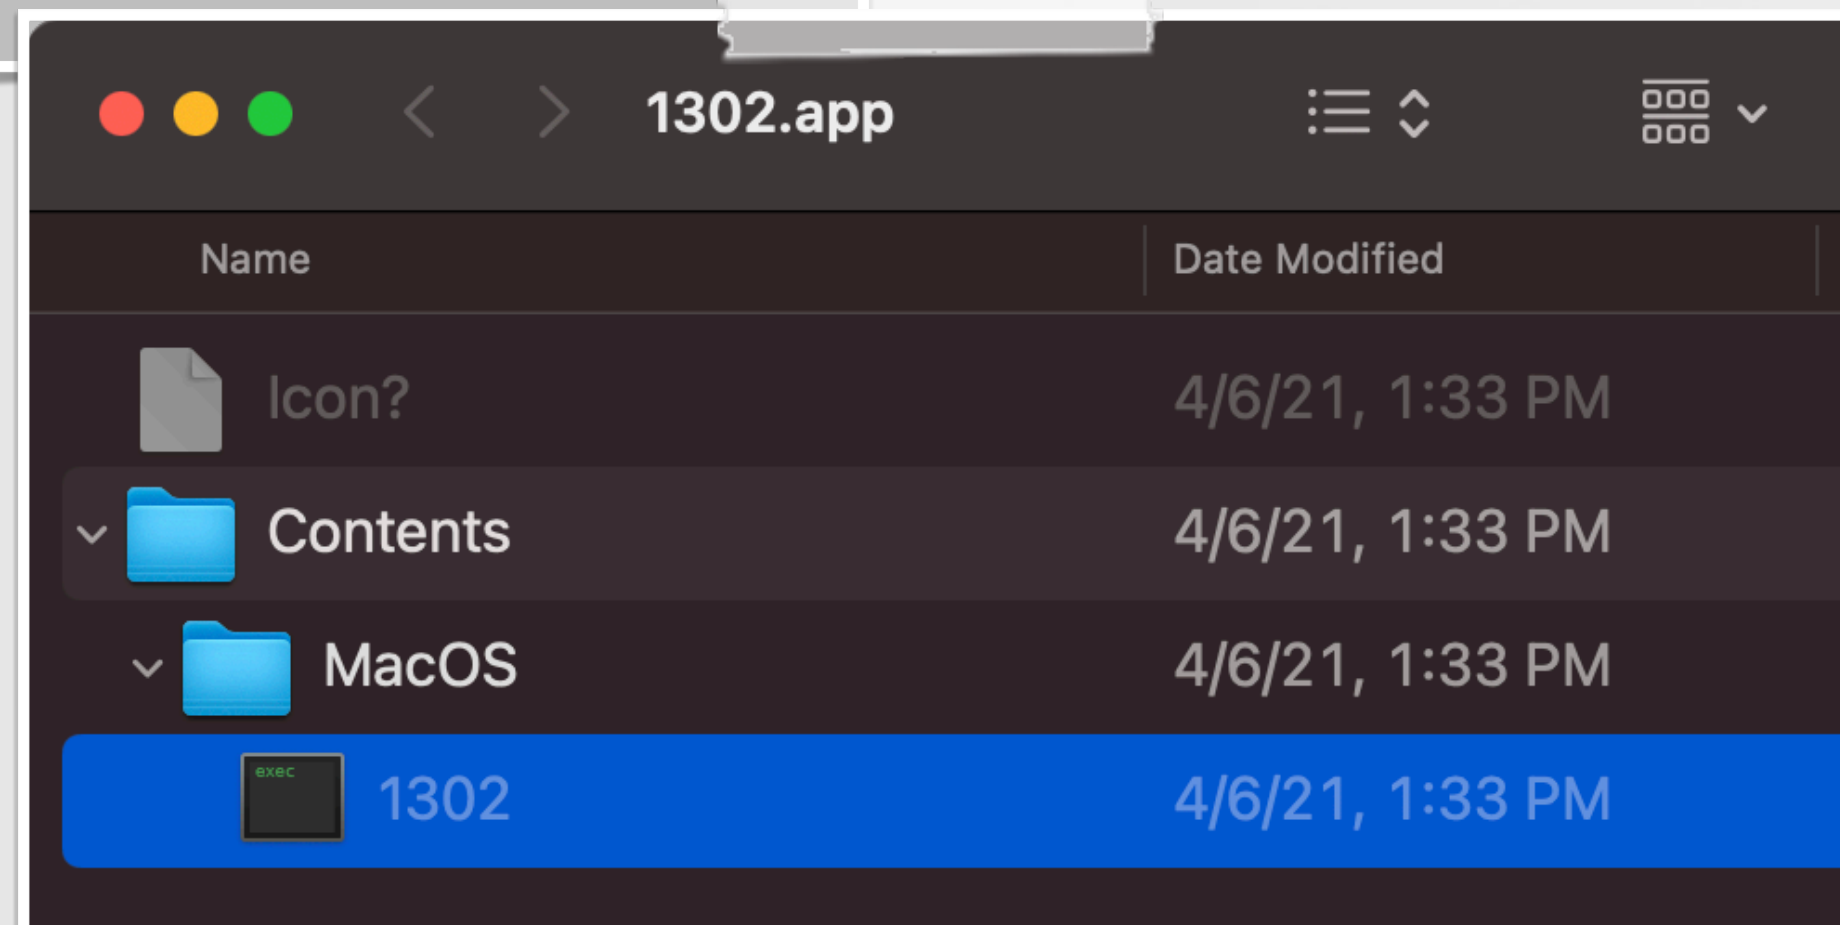 1302.app
Name Date Modified
Icon? 4/6/21, 1:33 PM
Contents 4/6/21, 1:33 PM
MacOS 4/6/21, 1:33 PM
exec
1302 4/6/21, 1:33 PM